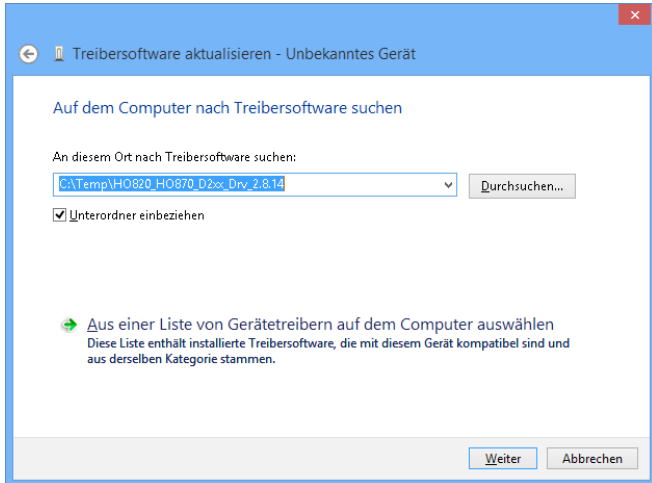 Treibersoftware aktualisieren - Unbekanntes Gerät
Auf dem Computer nach Treibersoftware suchen
An diesem Ort nach Treibersoftware suchen:
C:\Temp\HO820_HO870_D2xx_Drv_2.8.14
Durchsuchen...
Unterordner einbeziehen
Aus einer Liste von Gerätetreibern auf dem Computer auswählen
Diese Liste enthält installierte Treibersoftware, die mit diesem Gerät kompatibel sind und
aus derselben Kategorie stammen.
Weiter
Abbrechen